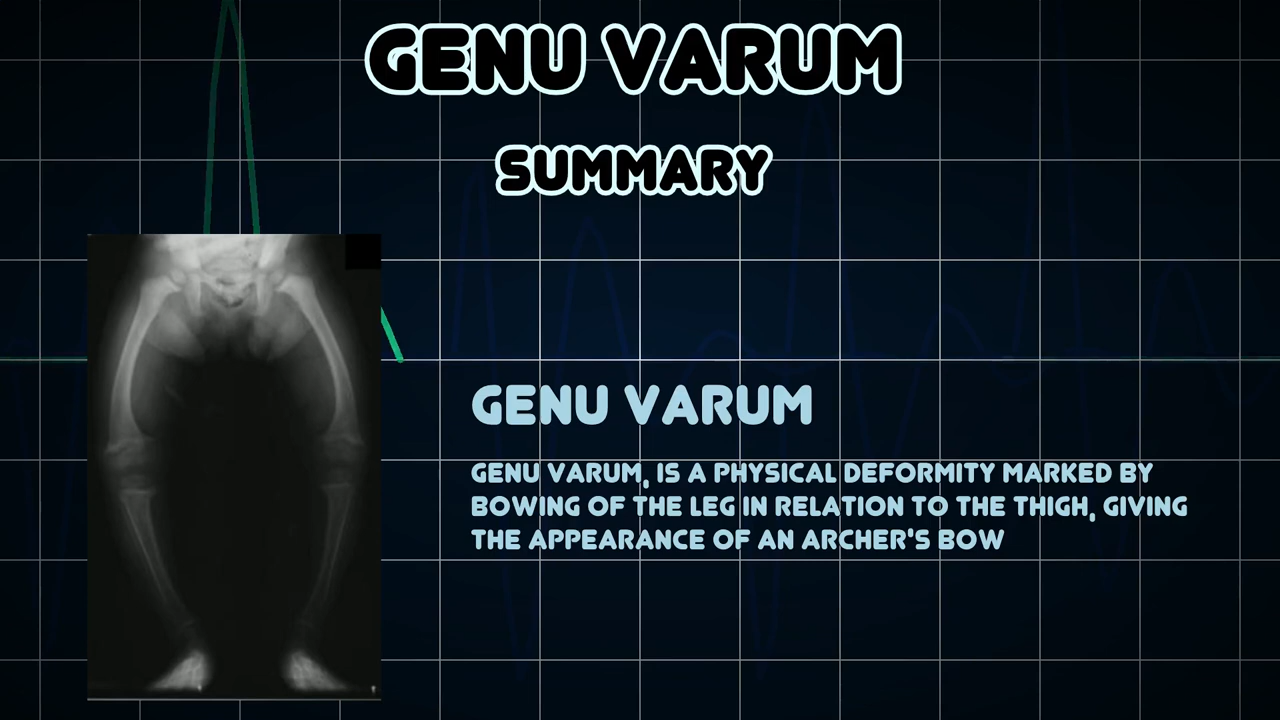 GENU VARUM
SUMMARY
GENU VARUM
GENU VARUM, IS A PHYSICAL DEFORMITY MARKED BY
BOWING OF THE LEG IN RELATION TO THE THIGH, GIVING
THE APPEARANCE OF AN ARCHER'S BOW